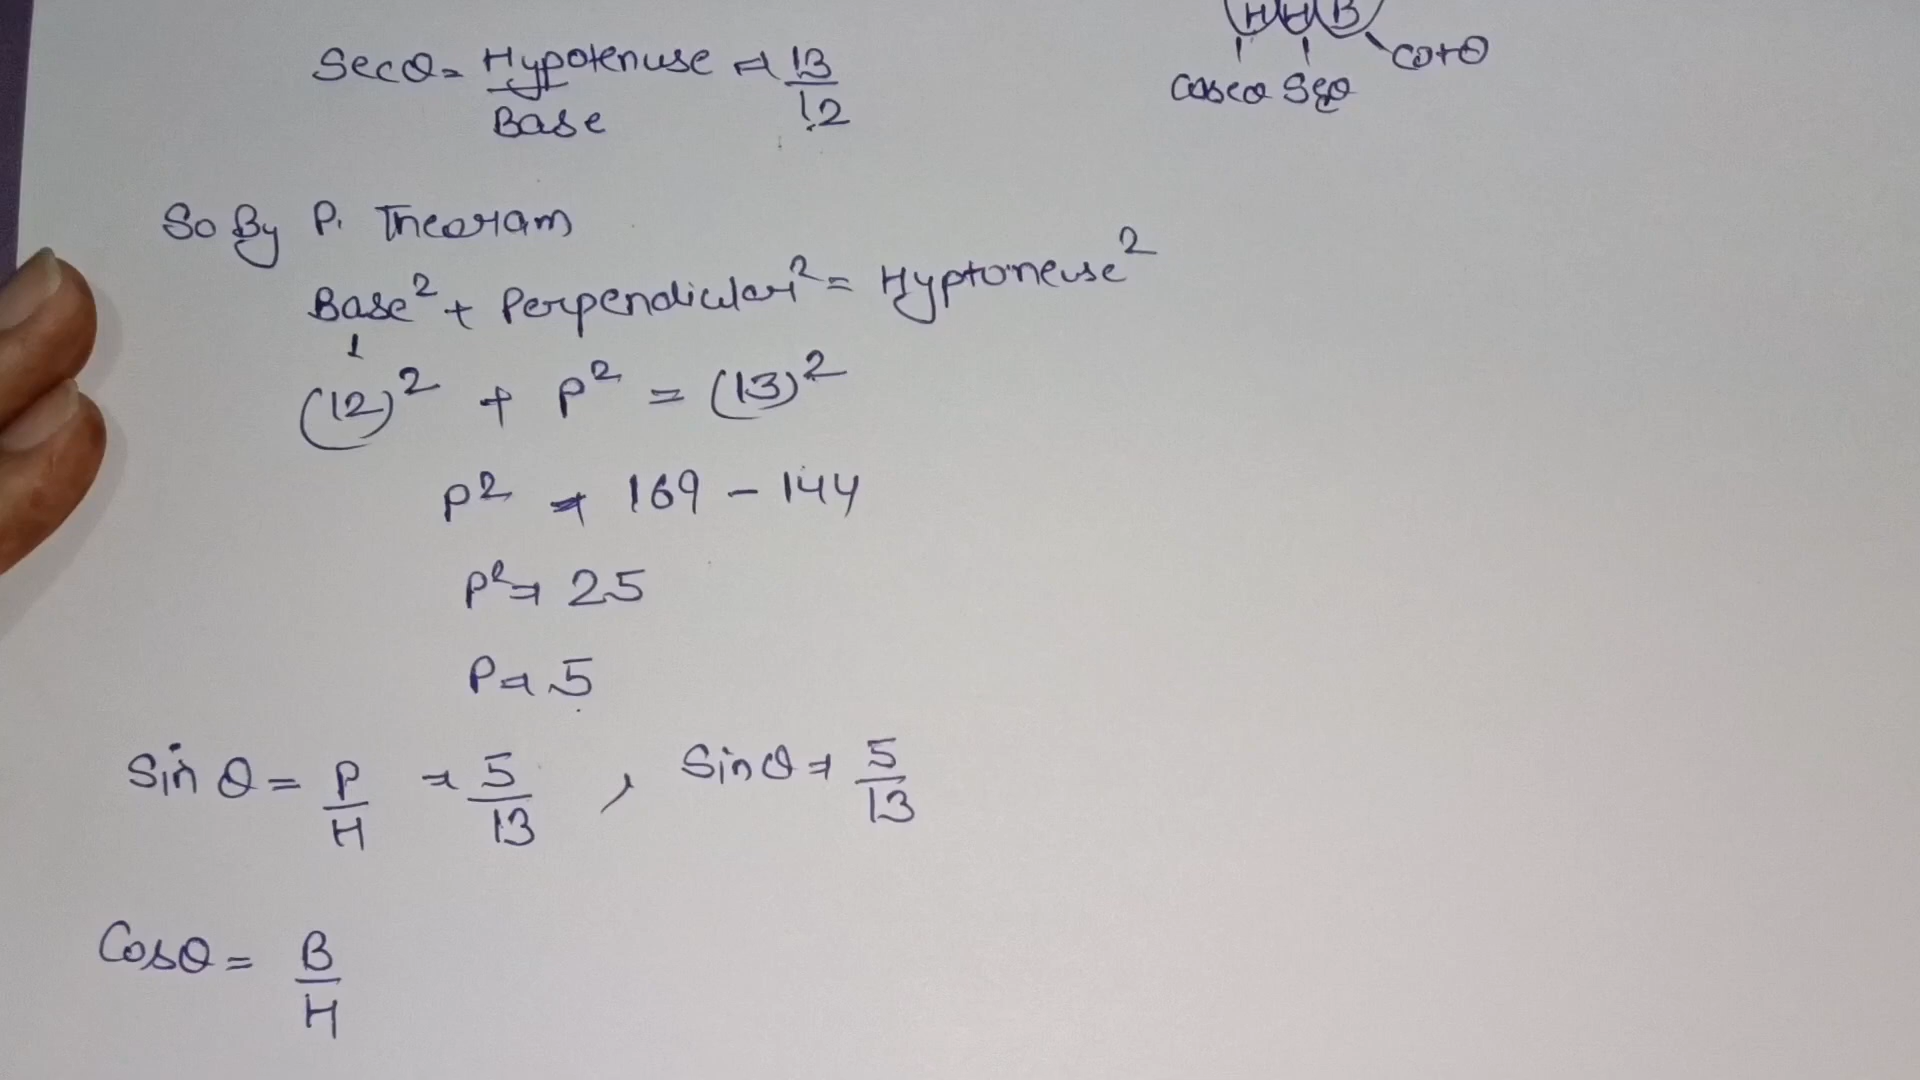 Secθ = Hypotenuse = 13
Base 12
H H B
cosecθ Secθ cotθ
So By P. Theoram
Base² + Perpendicular² = Hyptoneuse²
(12)² + P² = (13)²
P² = 169 - 144
P² = 25
P = 5
Sin θ = P/H = 5/13 , Sinθ = 5/13
Cosθ = B/H